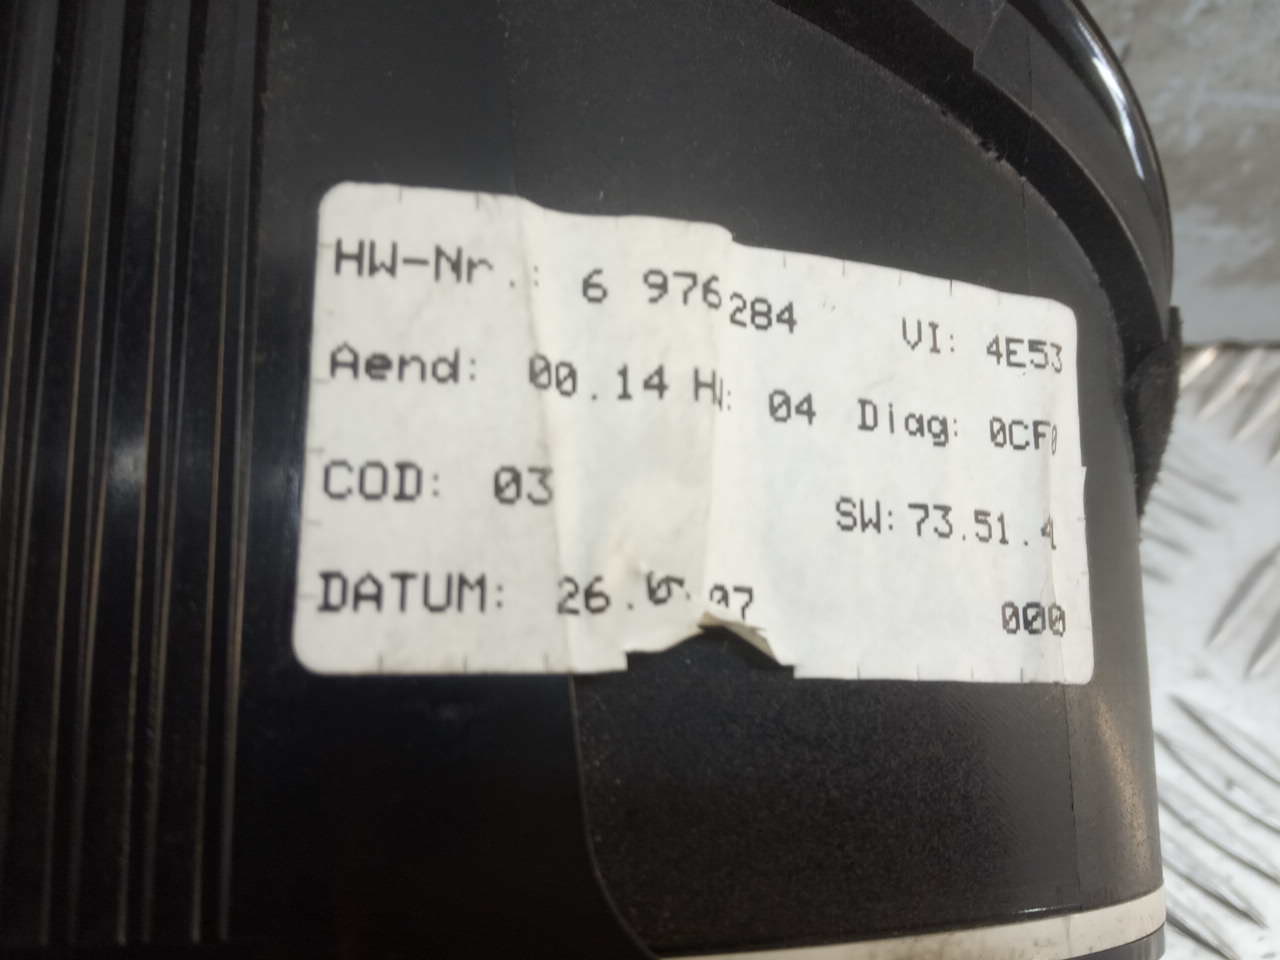 HW-Nr.: 6 976284 VI: 4E53
Aend: 00.14 H : 04 Diag: 0CF0
COD: 03 SW: 73.51.4
DATUM: 26. 07 000